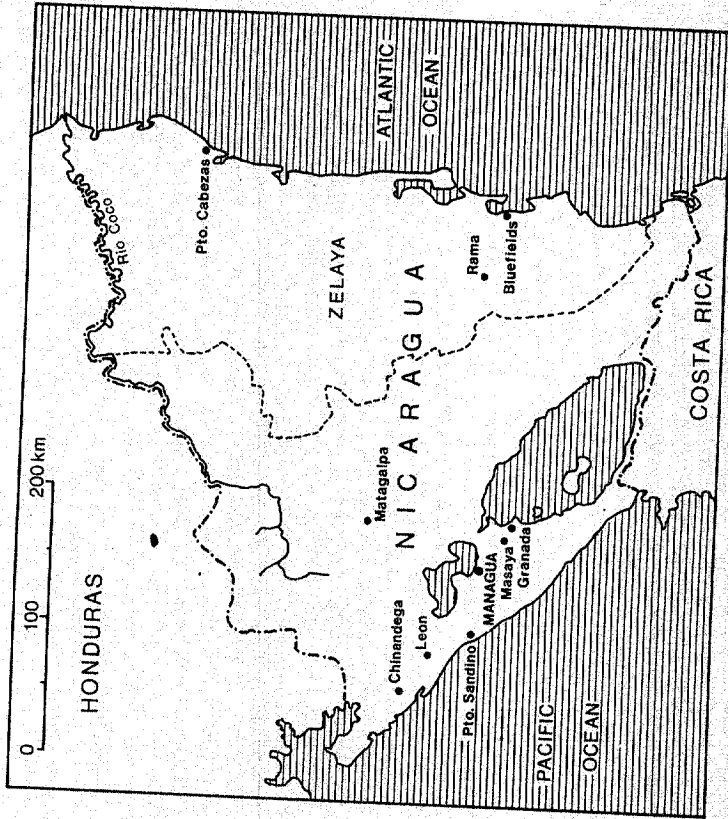 0 100 200 km
HONDURAS
Rio Coco
Pto. Cabezas
ATLANTIC
OCEAN
ZELAYA
NICARAGUA
Matagalpa
Rama
Bluefields
Chinandega
Leon
Pto. Sandino
MANAGUA
Masaya
Granada
PACIFIC
OCEAN
COSTA RICA